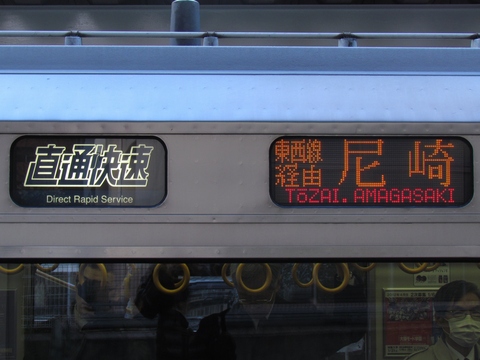 直通快速
Direct Rapid Service
東西線
経由
尼崎
TōZAI. AMAGASAKI